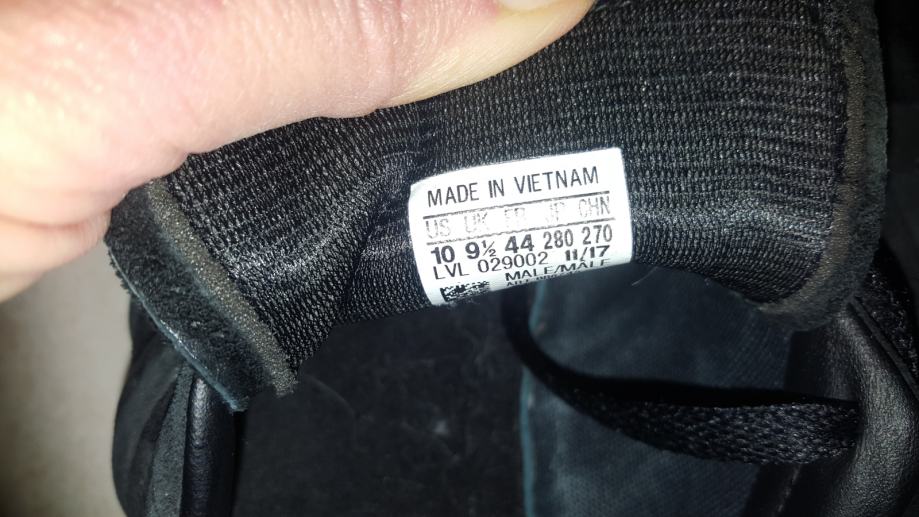 MADE IN VIETNAM
US UK FR JP CHN
10 9½ 44 280 270
LVL 029002 11/17
MALE/MÂLE